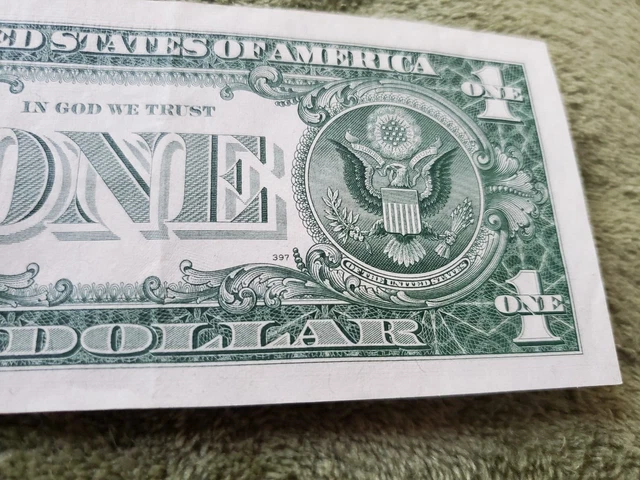 ED STATES OF AMERICA
ONE
1
IN GOD WE TRUST
ONE
397
OF THE UNITED STATES
1
ONE
DOLLAR